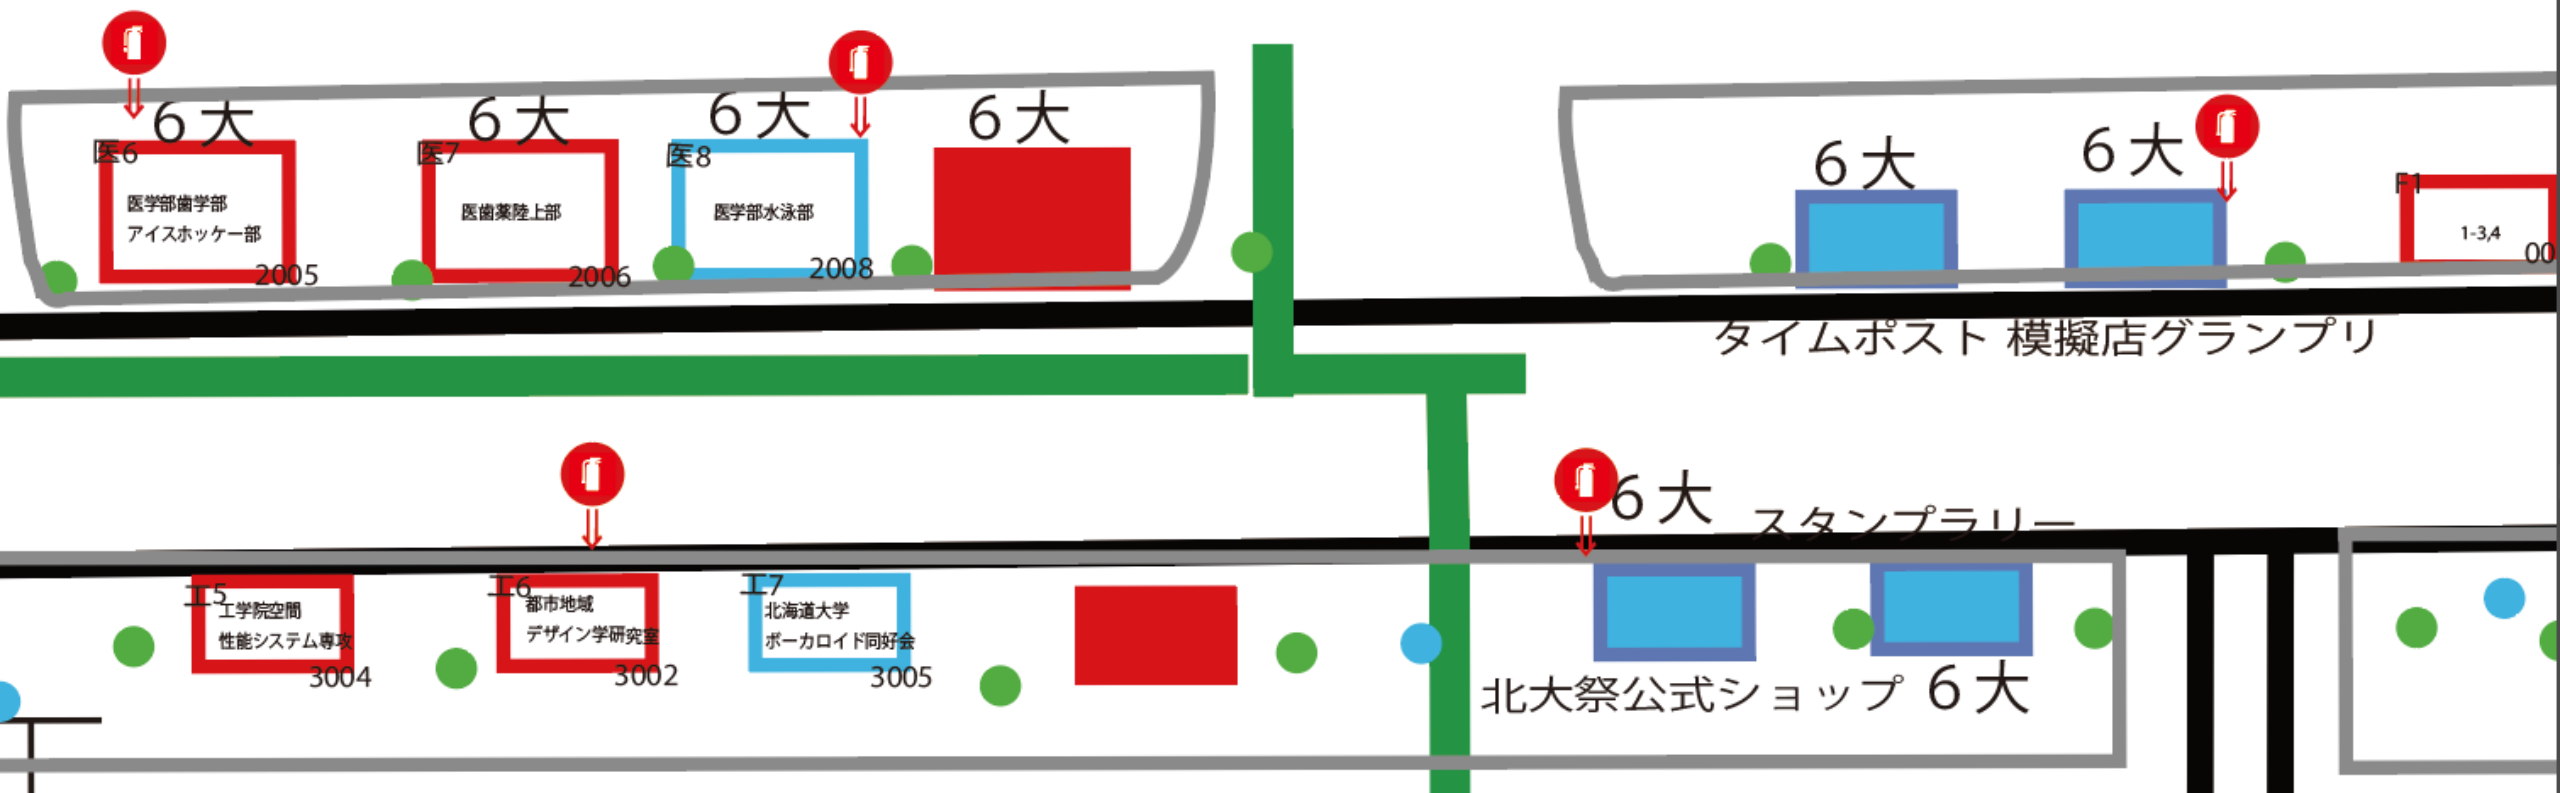 6大
6大
6大
6大
医6
医学部歯学部
アイスホッケー部
2005
医7
医歯薬陸上部
2006
医8
医学部水泳部
2008
6大
6大
F1
1-3,4
00
タイムポスト 模擬店グランプリ
6大
スタンプラリー
工5
工学院空間
性能システム専攻
3004
工6
都市地域
デザイン学研究室
3002
工7
北海道大学
ボーカロイド同好会
3005
北大祭公式ショップ 6大